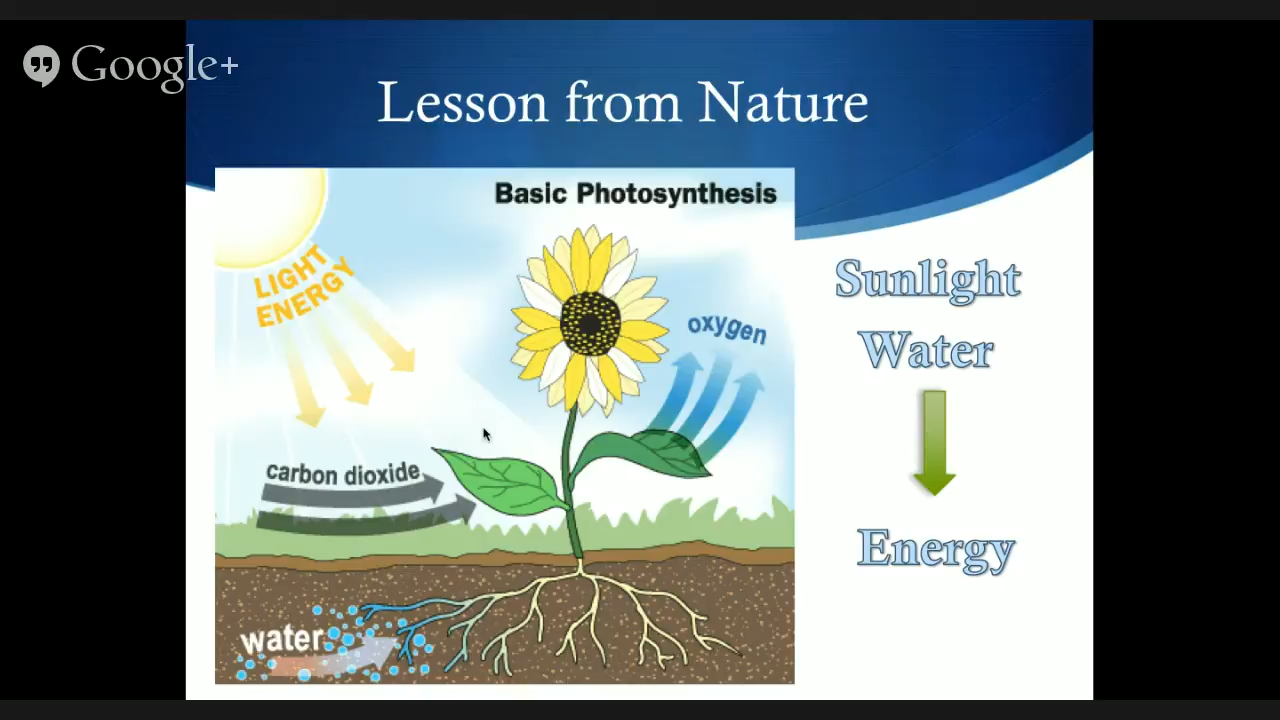 Google+
Lesson from Nature
Basic Photosynthesis
LIGHT
ENERGY
oxygen
carbon dioxide
water
Sunlight
Water
Energy